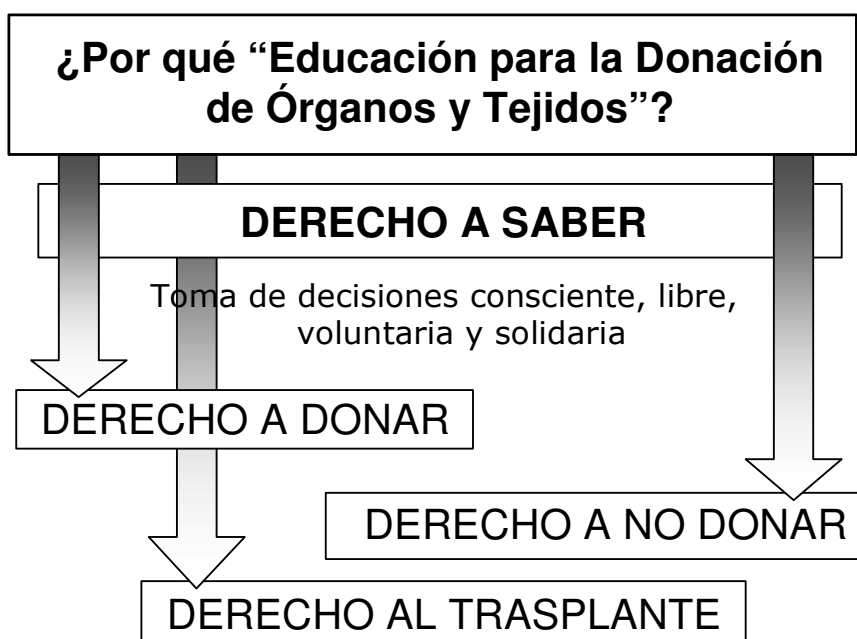 ¿Por qué “Educación para la Donación
de Órganos y Tejidos”?
DERECHO A SABER
Toma de decisiones consciente, libre,
voluntaria y solidaria
DERECHO A DONAR
DERECHO A NO DONAR
DERECHO AL TRASPLANTE